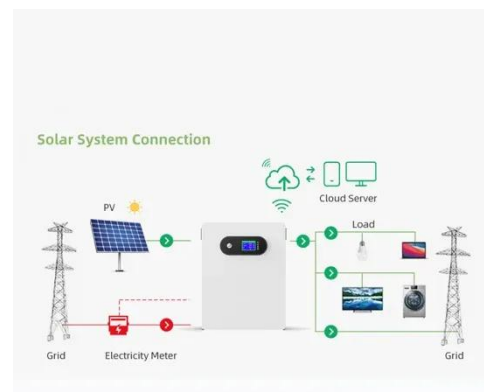 Solar System Connection
Cloud Server
PV
Load
Grid
Electricity Meter
Grid